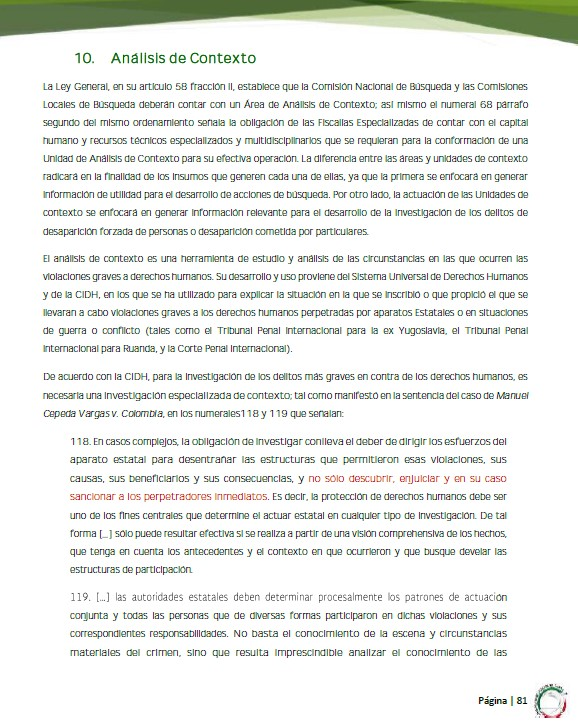 10. Análisis de Contexto
La Ley General, en su artículo 58 fracción II, establece que la Comisión Nacional de Búsqueda y las Comisiones
Locales de Búsqueda deberán contar con un Área de Análisis de Contexto; así mismo el numeral 68 párrafo
segundo del mismo ordenamiento señala la obligación de las Fiscalías Especializadas de contar con el capital
humano y recursos técnicos especializados y multidisciplinarios que se requieran para la conformación de una
Unidad de Análisis de Contexto para su efectiva operación. La diferencia entre las áreas y unidades de contexto
radicará en la finalidad de los insumos que generen cada una de ellas, ya que la primera se enfocará en generar
información de utilidad para el desarrollo de acciones de búsqueda. Por otro lado, la actuación de las Unidades de
contexto se enfocará en generar información relevante para el desarrollo de la investigación de los delitos de
desaparición forzada de personas o desaparición cometida por particulares.
El análisis de contexto es una herramienta de estudio y análisis de las circunstancias en las que ocurren las
violaciones graves a derechos humanos. Su desarrollo y uso proviene del Sistema Universal de Derechos Humanos
y de la CIDH, en los que se ha utilizado para explicar la situación en la que se inscribió o que propició el que se
llevaran a cabo violaciones graves a los derechos humanos perpetradas por aparatos Estatales o en situaciones
de guerra o conflicto (tales como el Tribunal Penal Internacional para la ex Yugoslavia, el Tribunal Penal
Internacional para Ruanda, y la Corte Penal Internacional).
De acuerdo con la CIDH, para la investigación de los delitos más graves en contra de los derechos humanos, es
necesaria una investigación especializada de contexto; tal como manifestó en la sentencia del caso de Manuel
Cepeda Vargas v. Colombia, en los numerales118 y 119 que señalan:
118. En casos complejos, la obligación de investigar conlleva el deber de dirigir los esfuerzos del
aparato estatal para desentrañar las estructuras que permitieron esas violaciones, sus
causas, sus beneficiarios y sus consecuencias, y no sólo descubrir, enjuiciar y en su caso
sancionar a los perpetradores inmediatos. Es decir, la protección de derechos humanos debe ser
uno de los fines centrales que determine el actuar estatal en cualquier tipo de investigación. De tal
forma [...] sólo puede resultar efectiva si se realiza a partir de una visión comprehensiva de los hechos,
que tenga en cuenta los antecedentes y el contexto en que ocurrieron y que busque develar las
estructuras de participación.
119. [...] las autoridades estatales deben determinar procesalmente los patrones de actuación
conjunta y todas las personas que de diversas formas participaron en dichas violaciones y sus
correspondientes responsabilidades. No basta el conocimiento de la escena y circunstancias
materiales del crimen, sino que resulta imprescindible analizar el conocimiento de las
Página | 81